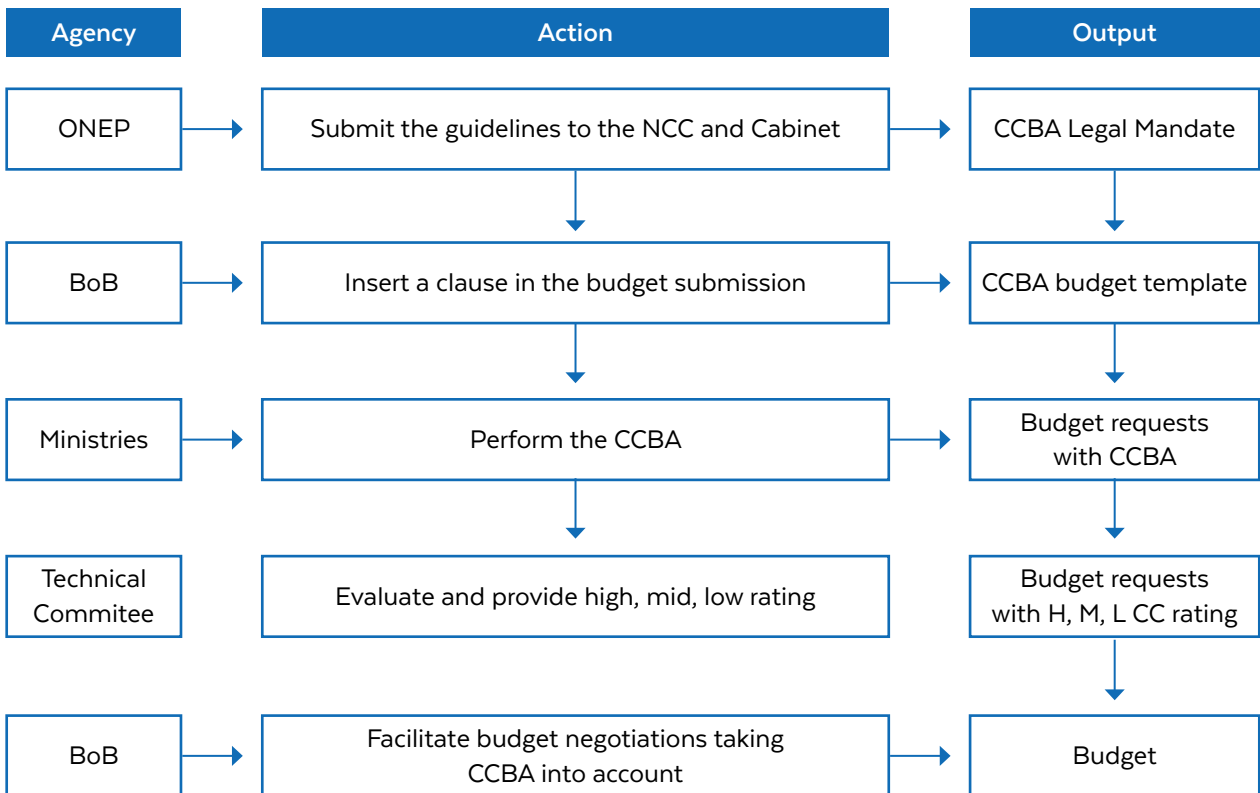 Agency
Action
Output
ONEP
Submit the guidelines to the NCC and Cabinet
CCBA Legal Mandate
BoB
Insert a clause in the budget submission
CCBA budget template
Ministries
Perform the CCBA
Budget requests
with CCBA
Technical
Commitee
Evaluate and provide high, mid, low rating
Budget requests
with H, M, L CC rating
BoB
Facilitate budget negotiations taking
CCBA into account
Budget